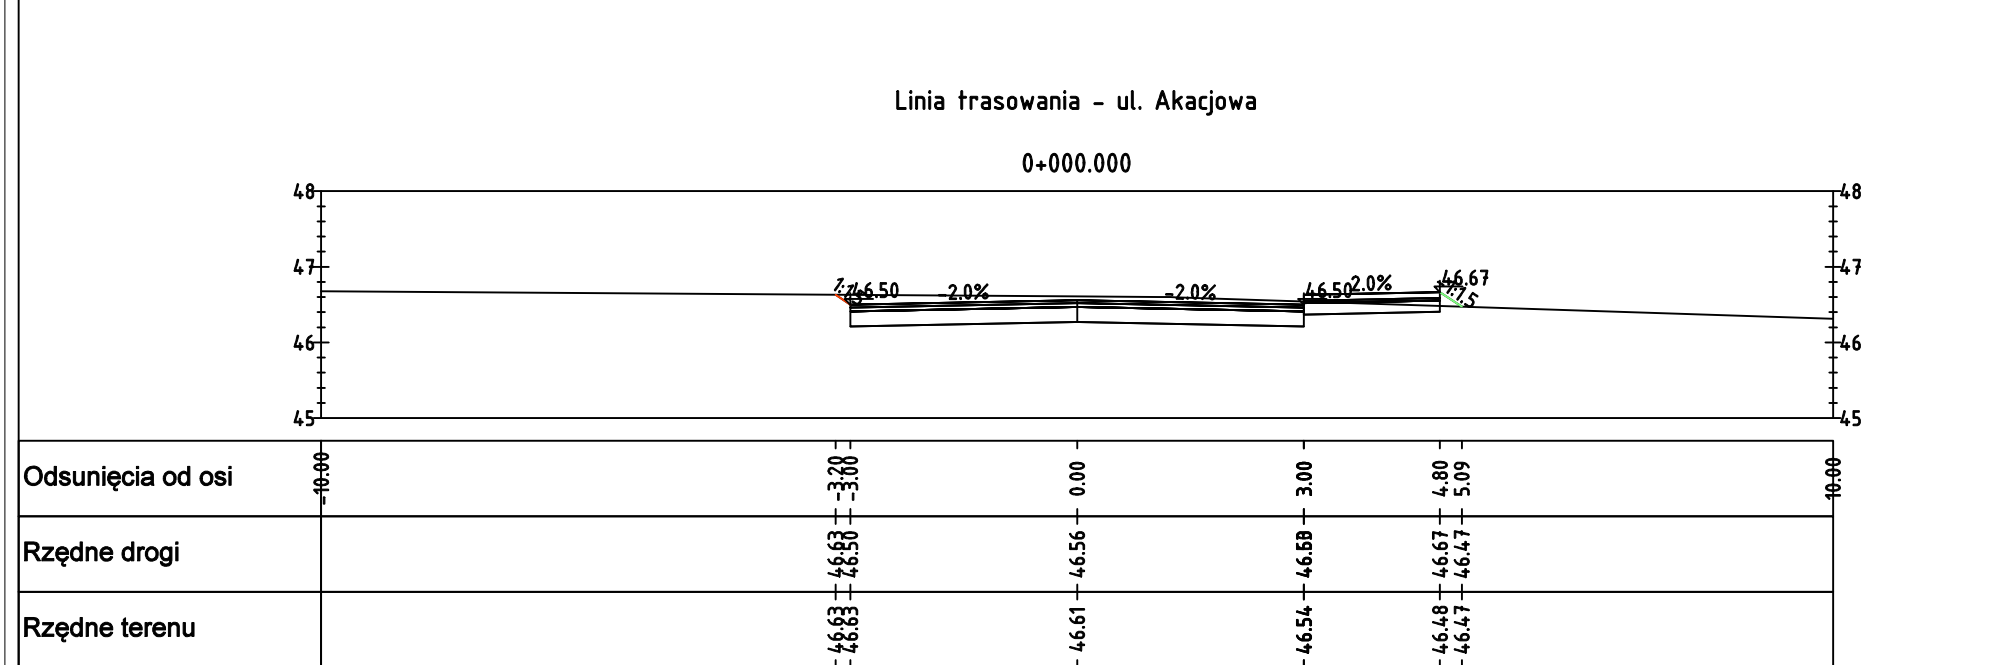 Linia trasowania - ul. Akacjowa
0+000.000
48 48
47 47
46.50 -2.0% -2.0% 46.50 2.0% 46.67
46 46
45 45
Odsunięcia od osi -10.00 -3.20 -3.00 0.00 3.00 4.80 5.09 10.00
Rzędne drogi 46.63 46.50 46.56 46.67 46.47
Rzędne terenu 46.63 46.63 46.61 46.54 46.48 46.47